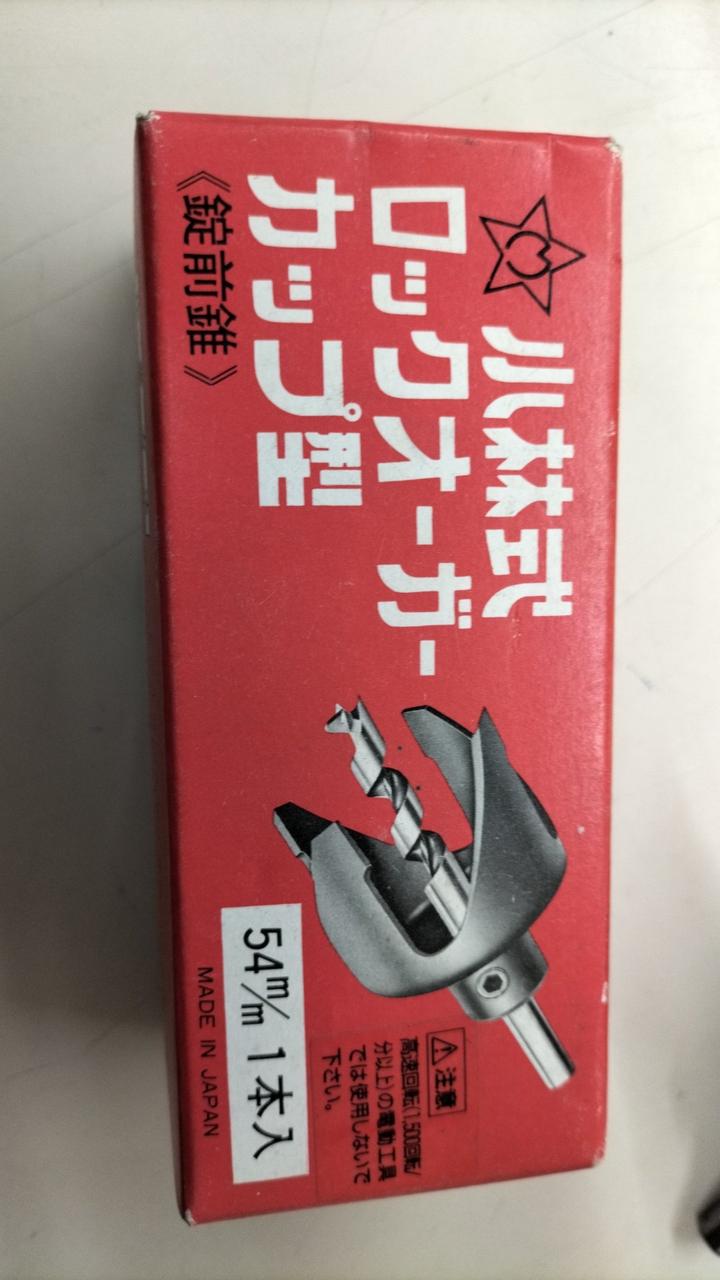 小林式
ロックオーガー
カップ型
《錠前錐》
⚠注意
高速回転(1,500回転/
分以上)の電動工具
では使用しないで
下さい。
54m/m 1本入
MADE IN JAPAN